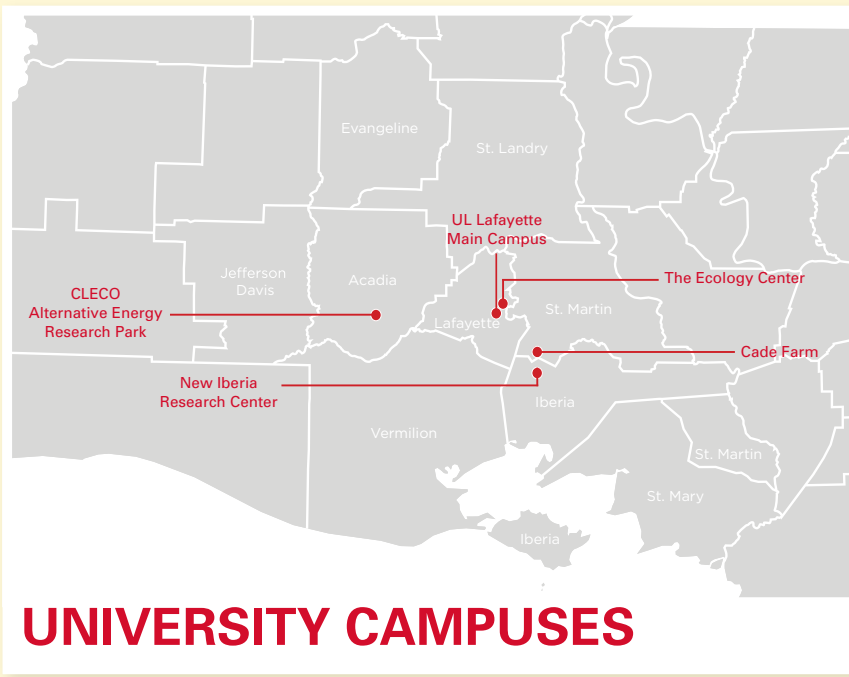 Evangeline
St. Landry
UL Lafayette
Main Campus
Jefferson
Davis
Acadia
The Ecology Center
CLECO
Alternative Energy
Research Park
St. Martin
Lafayette
Cade Farm
New Iberia
Research Center
Iberia
Vermilion
St. Martin
St. Mary
Iberia
UNIVERSITY CAMPUSES